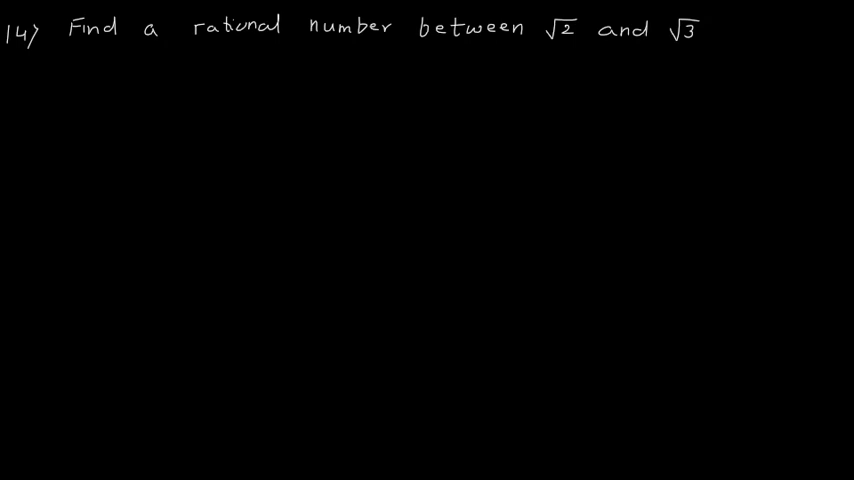 14) Find a rational number between √2 and √3